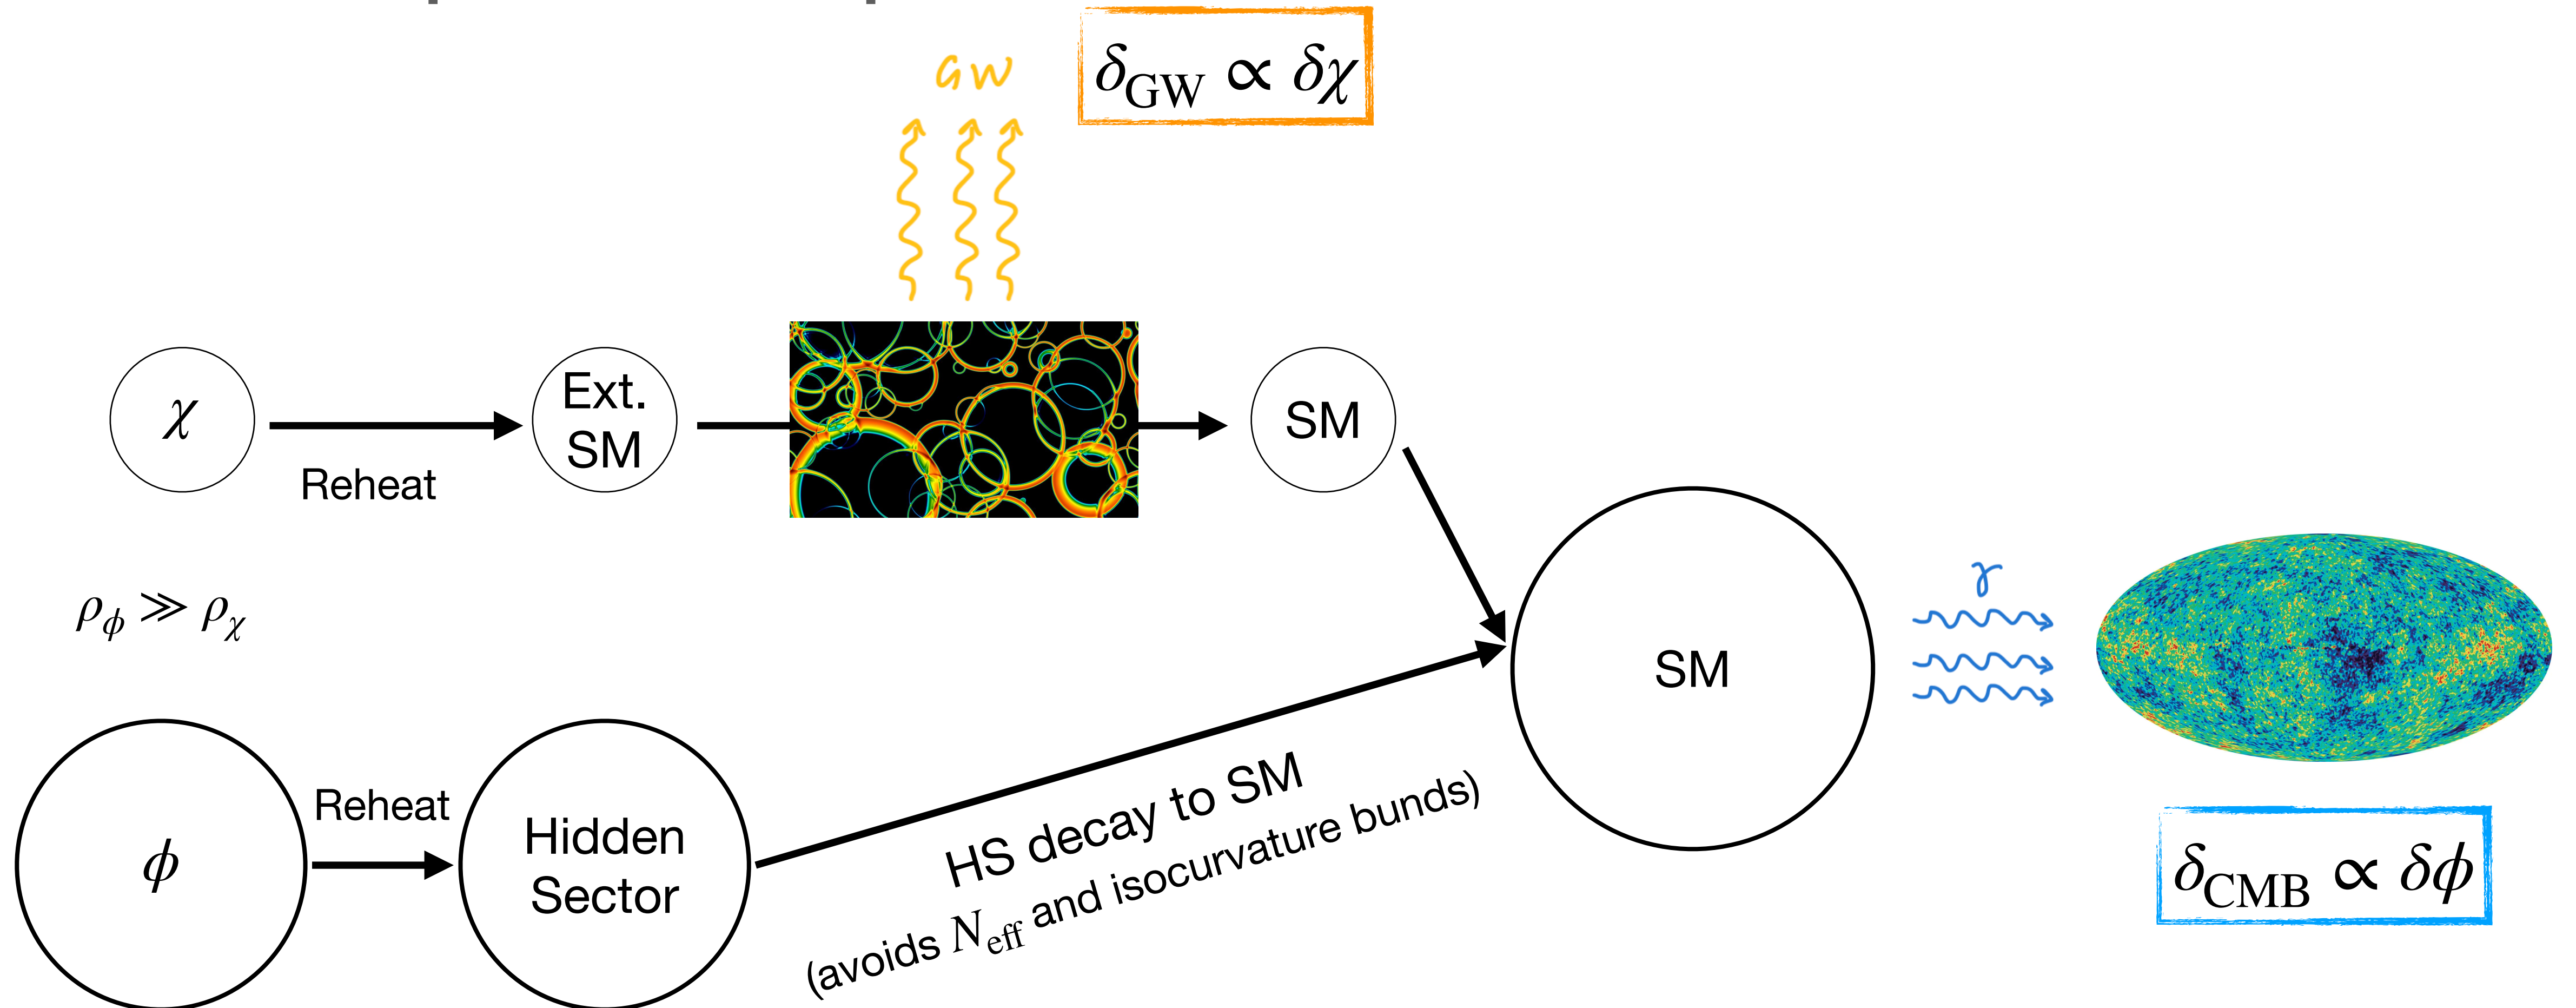 GW
δ_GW ∝ δχ
χ
Reheat
Ext.
SM
SM
ρ_ϕ ≫ ρ_χ
ϕ
Reheat
Hidden
Sector
HS decay to SM
(avoids N_eff and isocurvature bunds)
SM
γ
δ_CMB ∝ δϕ